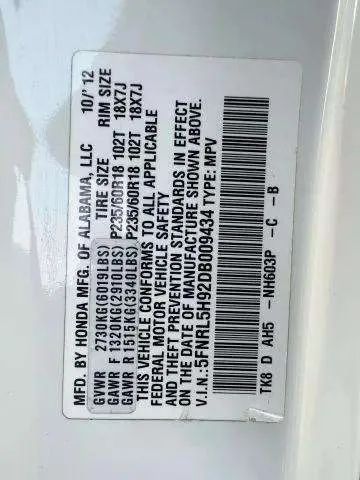 MFD. BY HONDA MFG. OF ALABAMA, LLC 10/'12
TIRE SIZE RIM SIZE
GVWR 2730KG(6019LBS)
GAWR F 1320KG(2910LBS) P235/60R18 102T 18X7J
GAWR R 1515KG(3340LBS) P235/60R18 102T 18X7J
THIS VEHICLE CONFORMS TO ALL APPLICABLE
FEDERAL MOTOR VEHICLE SAFETY AND
THEFT PREVENTION STANDARDS IN EFFECT
ON THE DATE OF MANUFACTURE SHOWN ABOVE.
V.I.N.:5FNRL5H92DB009434 TYPE: MPV
TK8 D AH5 -NH603P -C -B